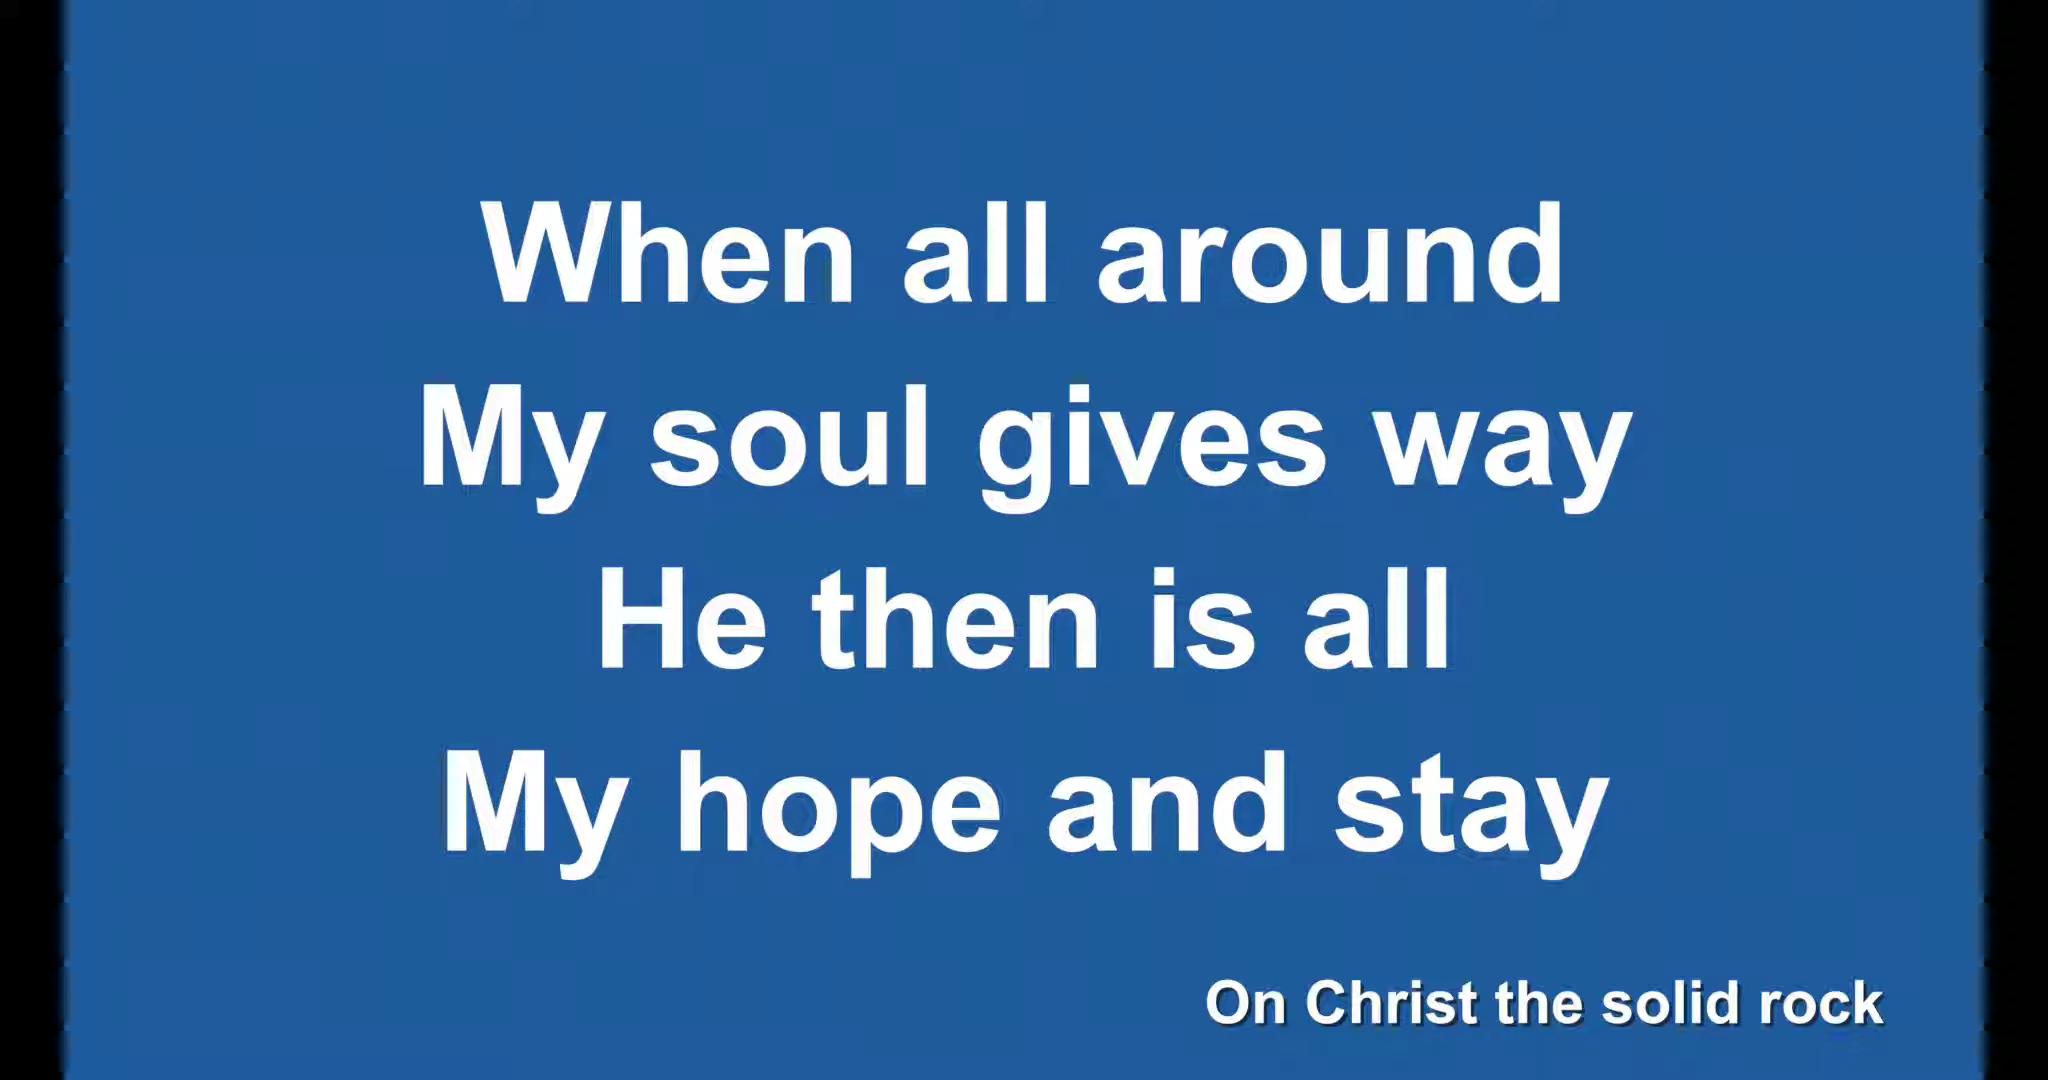 When all around
My soul gives way
He then is all
My hope and stay
On Christ the solid rock